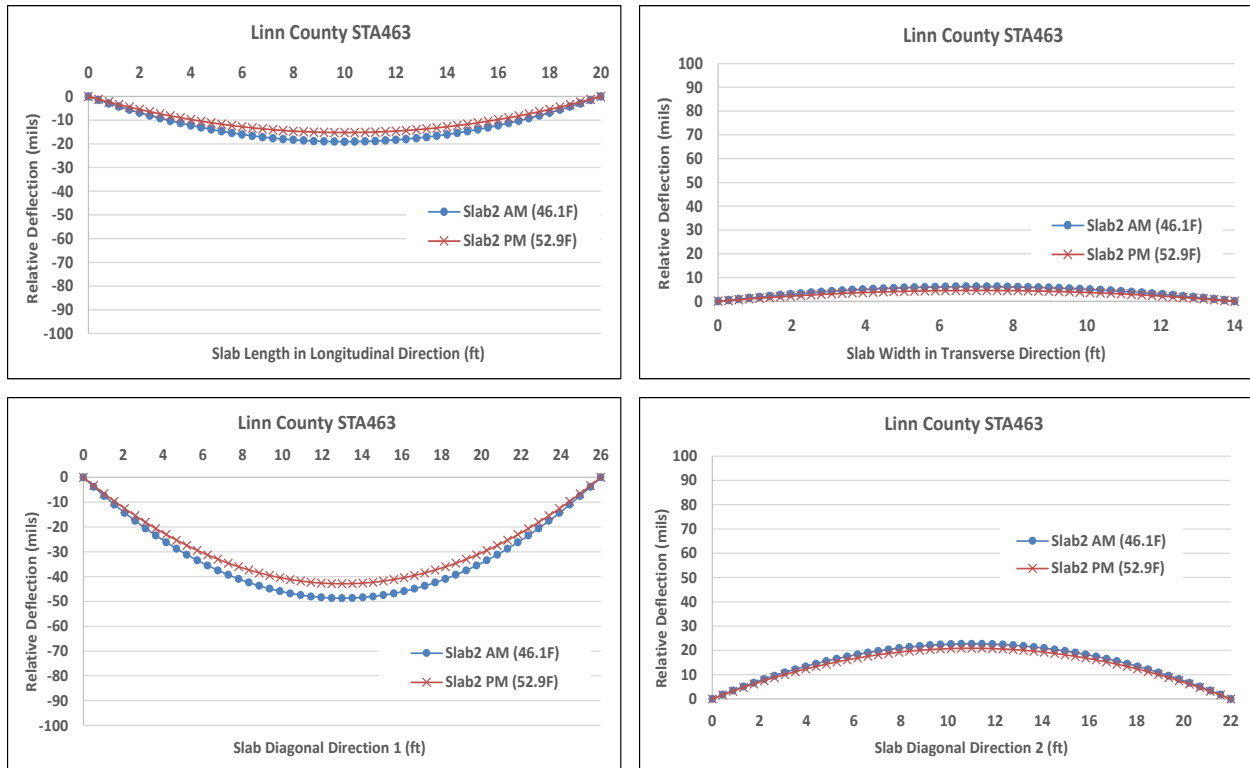 Linn County STA463
0 2 4 6 8 10 12 14 16 18 20
0
-10
-20
-30
-40
-50
-60
-70
-80
-90
-100
Relative Deflection (mils)
Slab2 AM (46.1F)
Slab2 PM (52.9F)
Slab Length in Longitudinal Direction (ft)
Linn County STA463
100
90
80
70
60
50
40
30
20
10
0
Relative Deflection (mils)
Slab2 AM (46.1F)
Slab2 PM (52.9F)
0 2 4 6 8 10 12 14
Slab Width in Transverse Direction (ft)
Linn County STA463
0 2 4 6 8 10 12 14 16 18 20 22 24 26
0
-10
-20
-30
-40
-50
-60
-70
-80
-90
-100
Relative Deflection (mils)
Slab2 AM (46.1F)
Slab2 PM (52.9F)
Slab Diagonal Direction 1 (ft)
Linn County STA463
100
90
80
70
60
50
40
30
20
10
0
Relative Deflection (mils)
Slab2 AM (46.1F)
Slab2 PM (52.9F)
0 2 4 6 8 10 12 14 16 18 20 22
Slab Diagonal Direction 2 (ft)